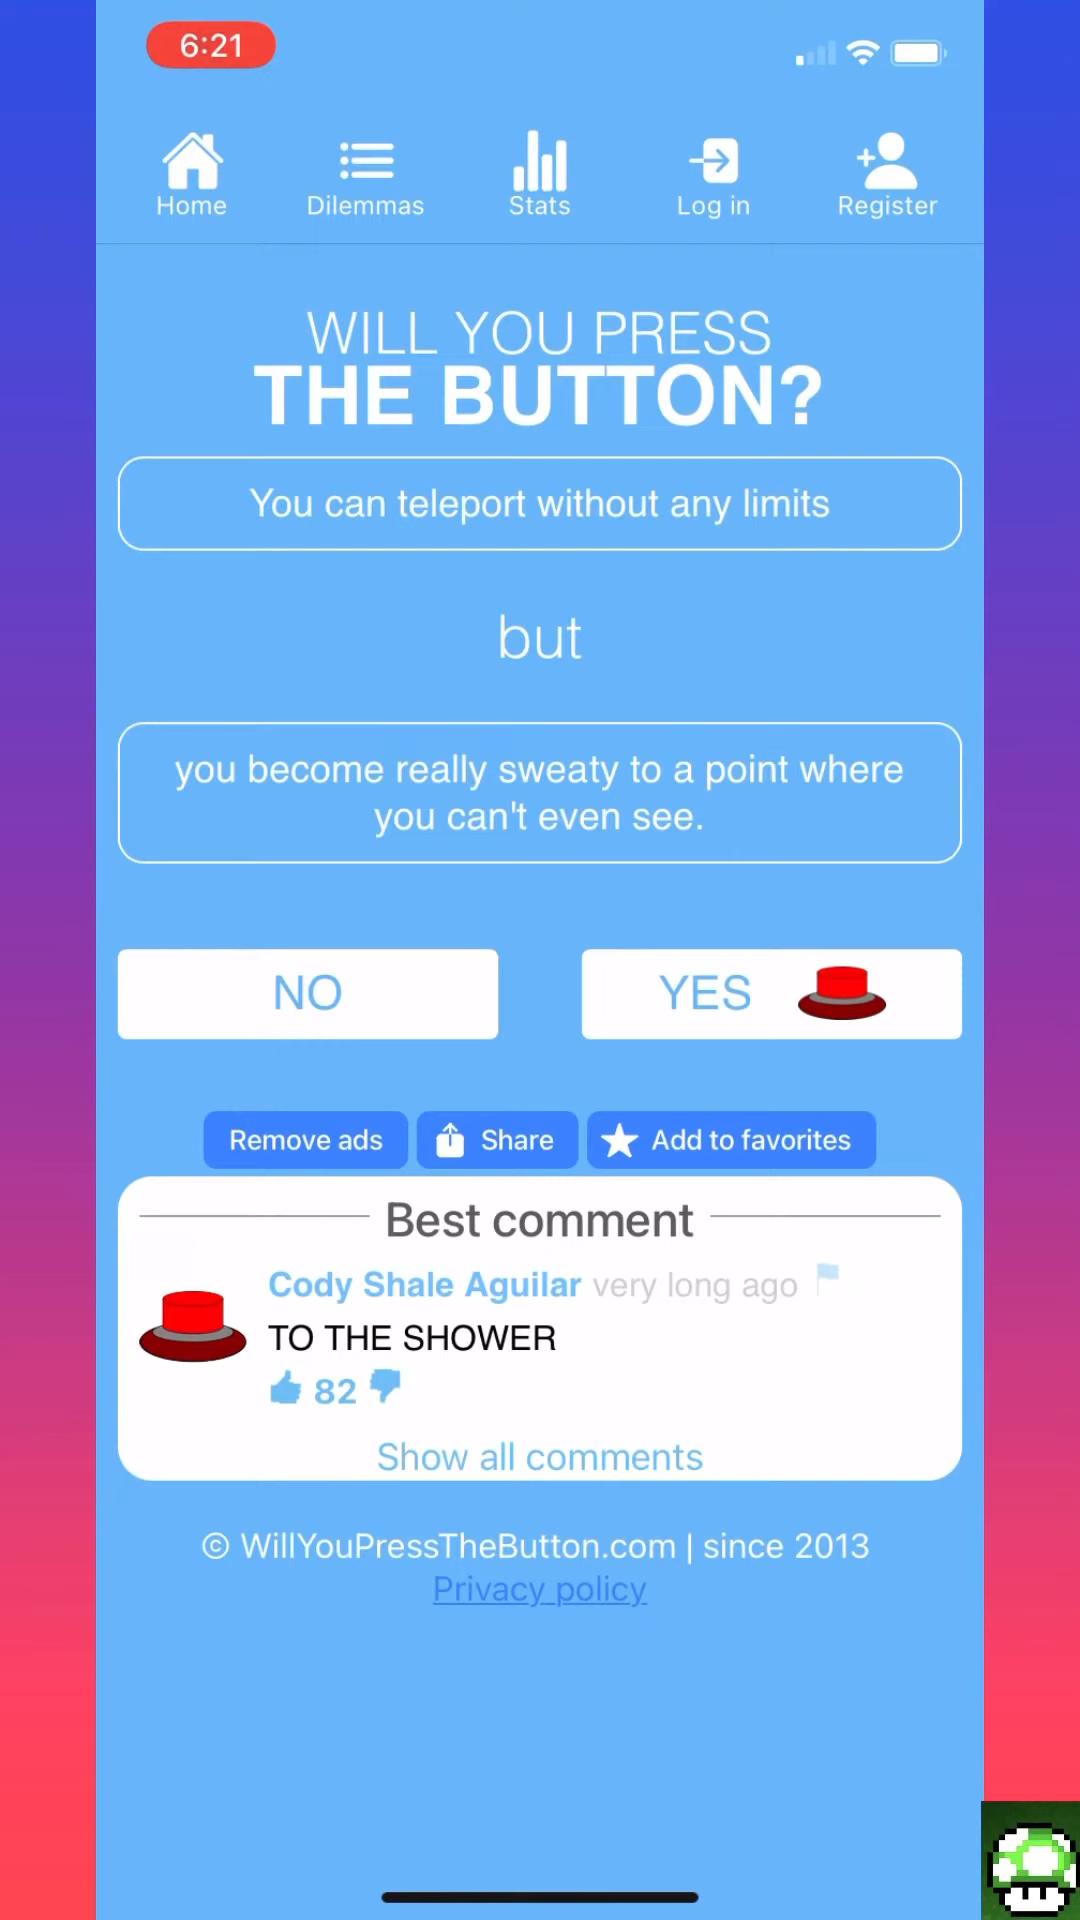 6:21
Home
Dilemmas
Stats
Log in
Register
WILL YOU PRESS
THE BUTTON?
You can teleport without any limits
but
you become really sweaty to a point where
you can't even see.
NO
YES
Remove ads
Share
Add to favorites
Best comment
Cody Shale Aguilar very long ago
TO THE SHOWER
82
Show all comments
© WillYouPressTheButton.com | since 2013
Privacy policy